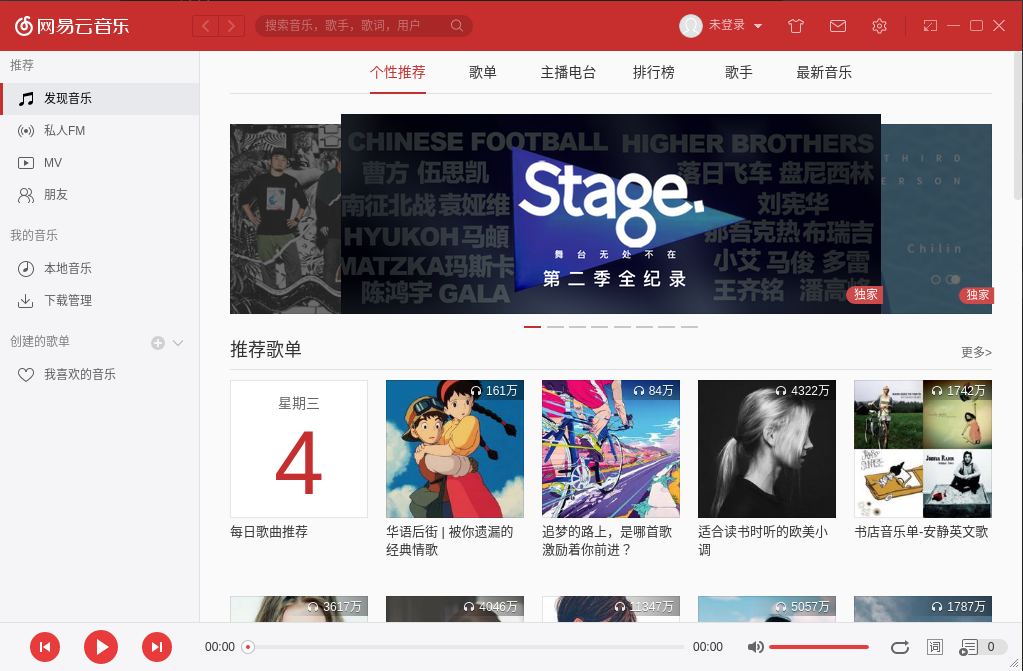 网易云音乐
搜索音乐，歌手，歌词，用户
未登录
推荐
发现音乐
私人FM
MV
朋友
我的音乐
本地音乐
下载管理
创建的歌单
我喜欢的音乐
个性推荐 歌单 主播电台 排行榜 歌手 最新音乐
CHINESE FOOTBALL HIGHER BROTHERS
曹方 伍思凯 落日飞车 盘尼西林
南征北战 袁娅维 刘宪华
HYUKOH 马頔 那吾克热 布瑞吉
MATZKA 玛斯卡 小艾 马俊 多雷
陈鸿宇 GALA 王齐铭 潘高峰
Stage.
舞台无处不在
第二季全纪录
独家
THIRD
ERSON
Chilin
独家
推荐歌单
更多>
星期三
4
每日歌曲推荐
161万
华语后街 | 被你遗漏的
经典情歌
84万
追梦的路上，是哪首歌
激励着你前进？
4322万
适合读书时听的欧美小
调
1742万
书店音乐单-安静英文歌
3617万
4046万
11347万
5057万
1787万
00:00
00:00
词
0